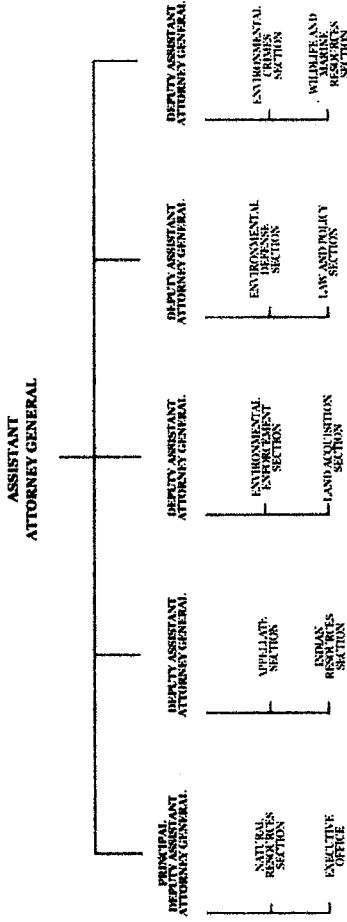 ASSISTANT
ATTORNEY GENERAL
PRINCIPAL
DEPUTY ASSISTANT
ATTORNEY GENERAL
NATURAL
RESOURCES
SECTION
EXECUTIVE
OFFICE
DEPUTY ASSISTANT
ATTORNEY GENERAL
APPELLATE
SECTION
INDIAN
RESOURCES
SECTION
DEPUTY ASSISTANT
ATTORNEY GENERAL
ENVIRONMENTAL
ENFORCEMENT
SECTION
LAND ACQUISITION
SECTION
DEPUTY ASSISTANT
ATTORNEY GENERAL
ENVIRONMENTAL
DEFENSE
SECTION
LAW AND POLICY
SECTION
DEPUTY ASSISTANT
ATTORNEY GENERAL
ENVIRONMENTAL
CRIMES
SECTION
WILDLIFE AND
MARINE
RESOURCES
SECTION